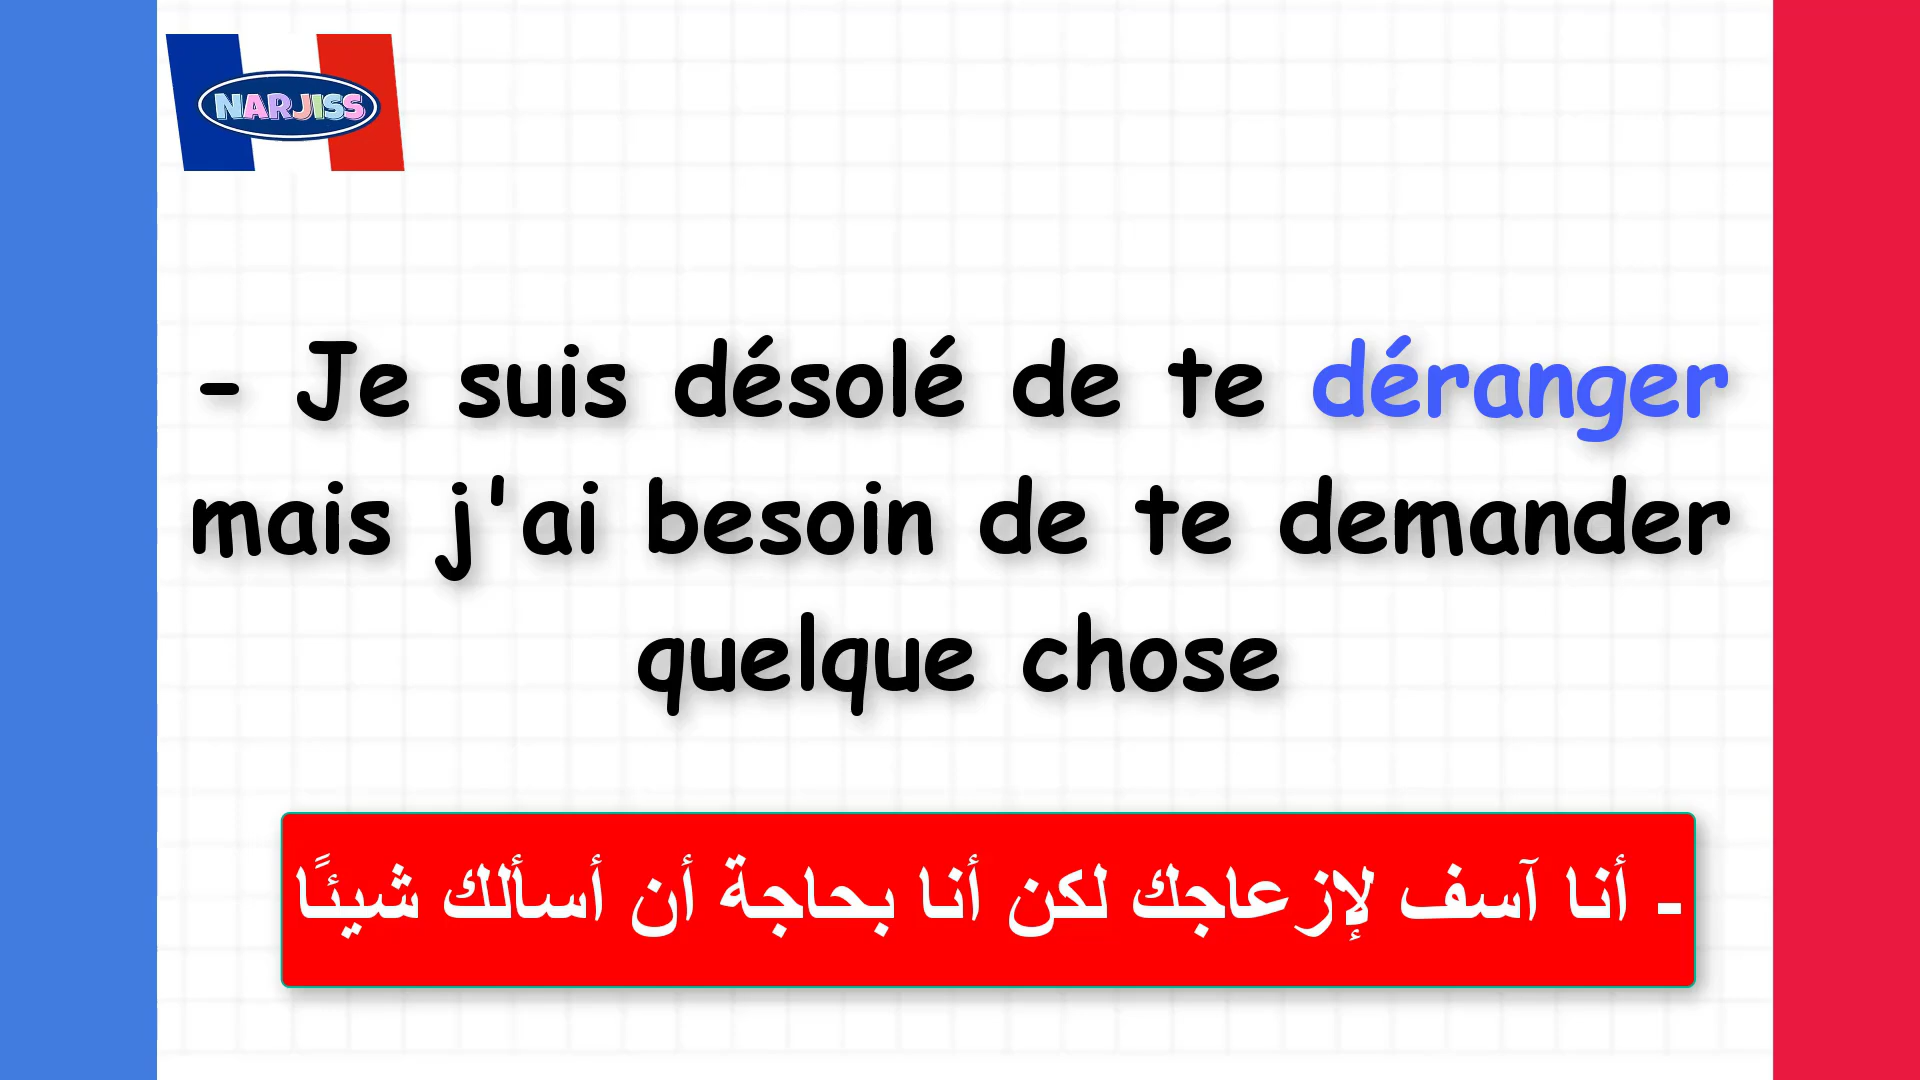 NARJISS
- Je suis désolé de te déranger
mais j'ai besoin de te demander
quelque chose
- أنا آسف لإزعاجك لكن أنا بحاجة أن أسألك شيئًا